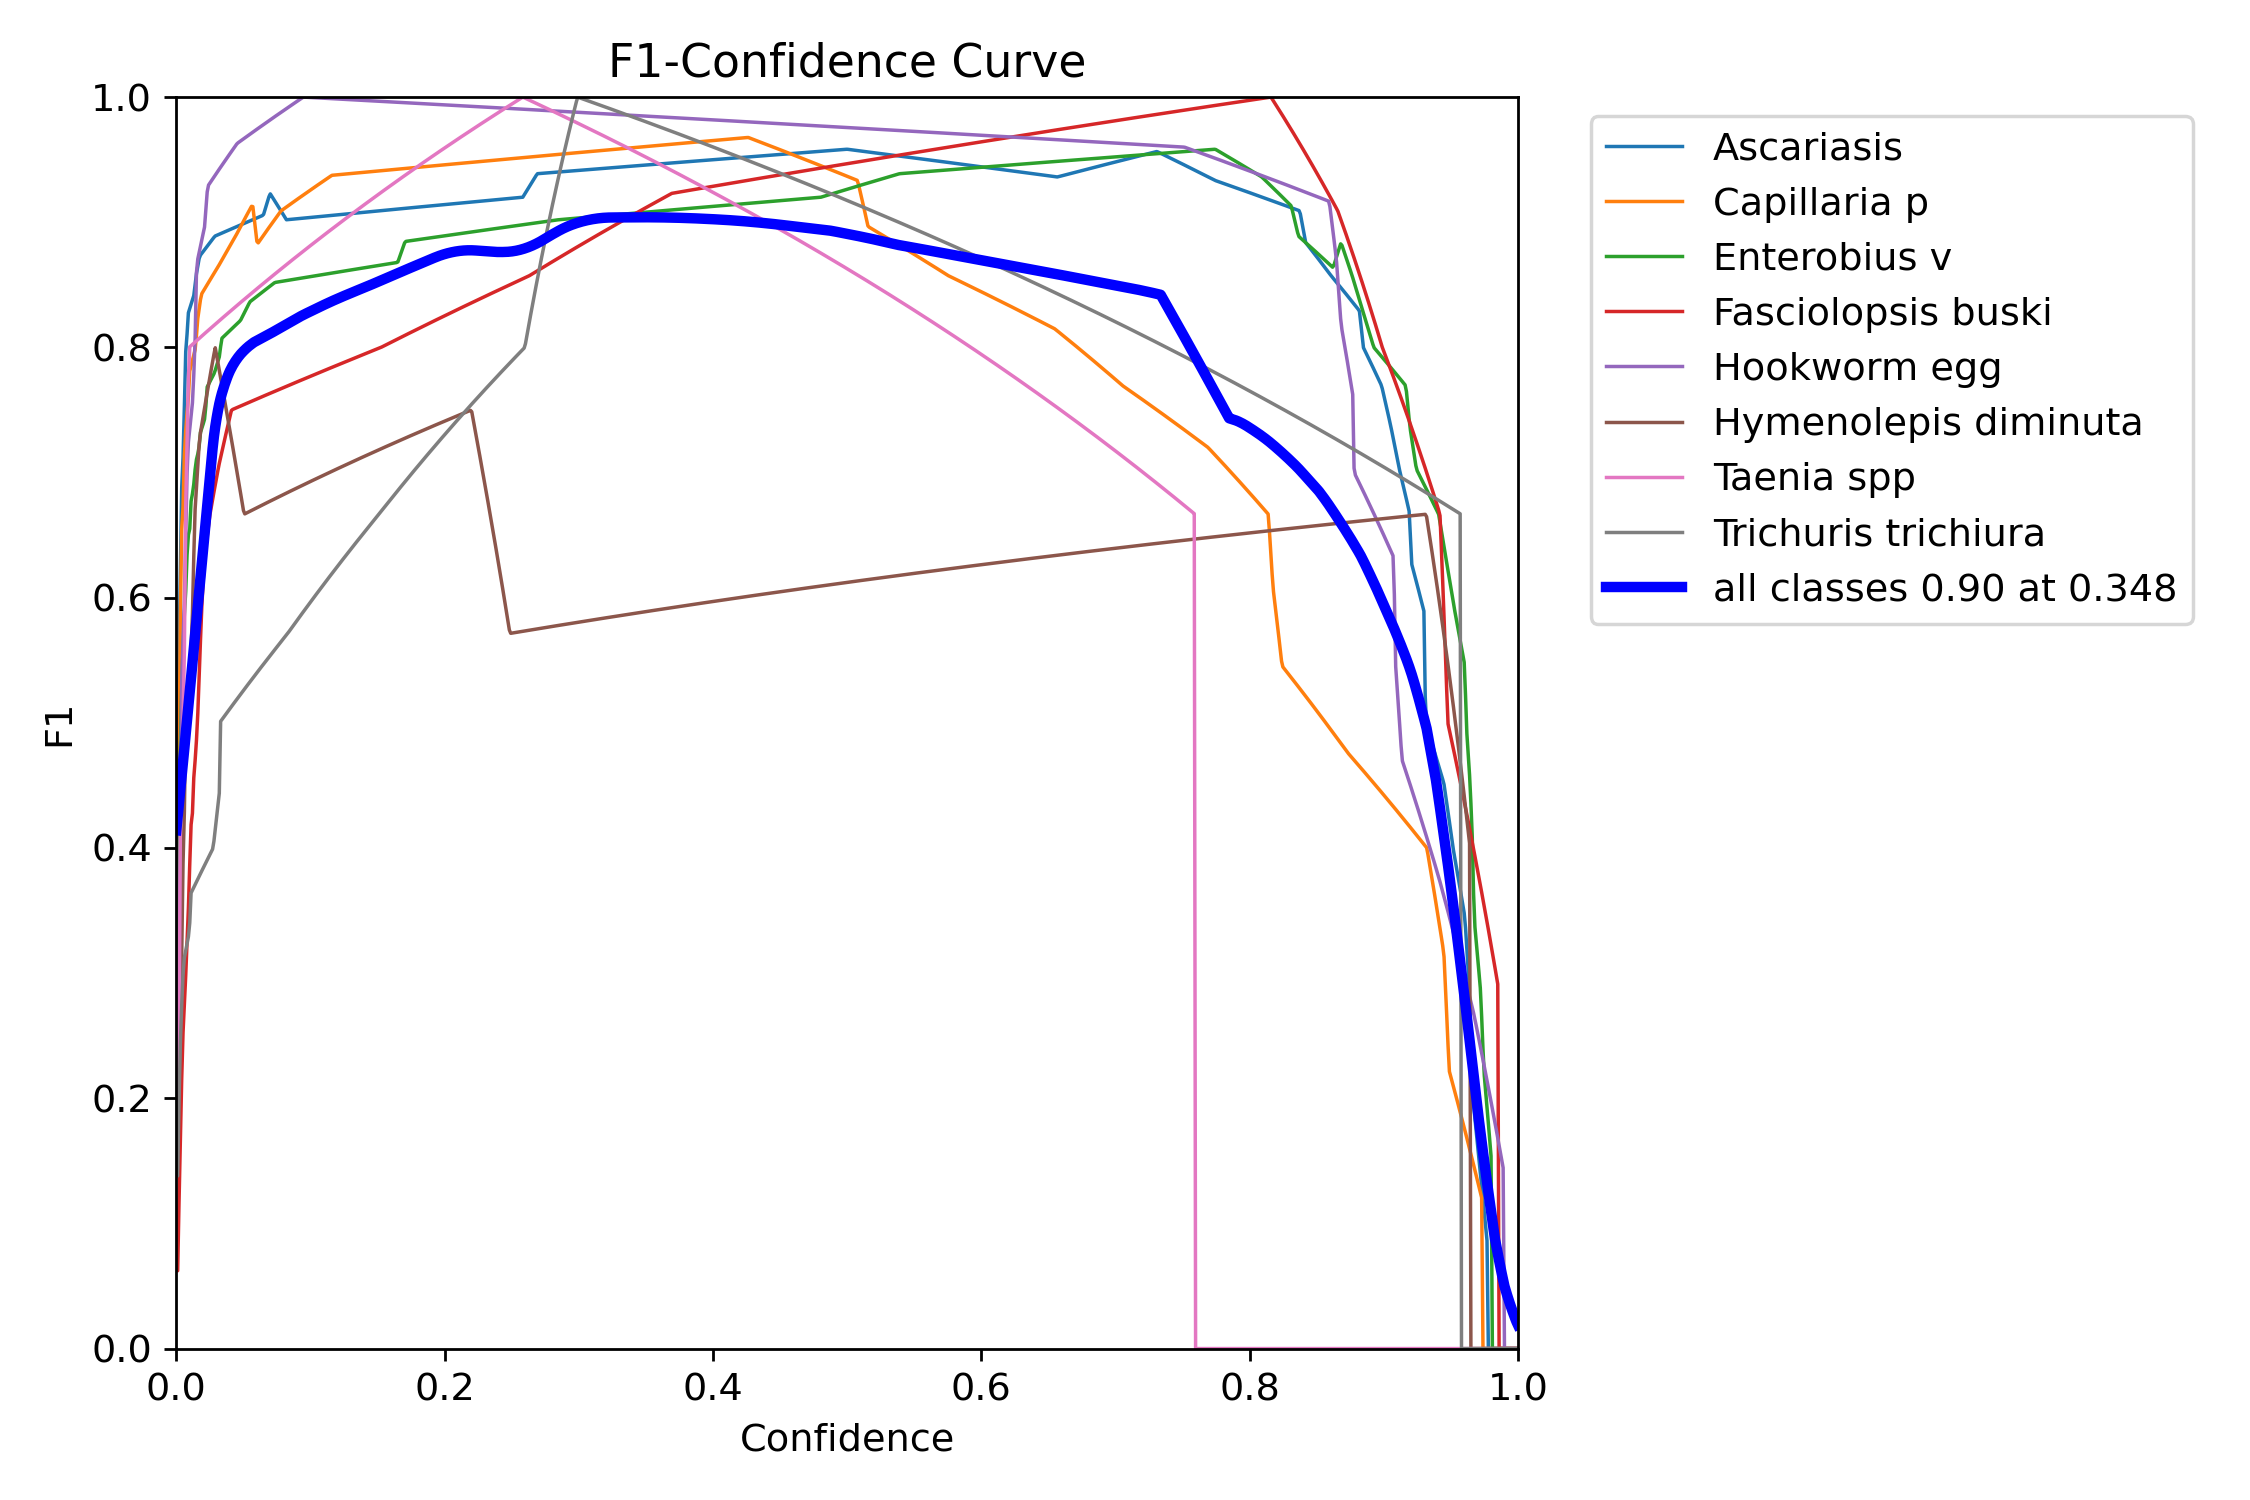 F1-Confidence Curve
1.0
0.8
0.6
0.4
0.2
0.0
F1
0.0 0.2 0.4 0.6 0.8 1.0
Confidence
Ascariasis
Capillaria p
Enterobius v
Fasciolopsis buski
Hookworm egg
Hymenolepis diminuta
Taenia spp
Trichuris trichiura
all classes 0.90 at 0.348